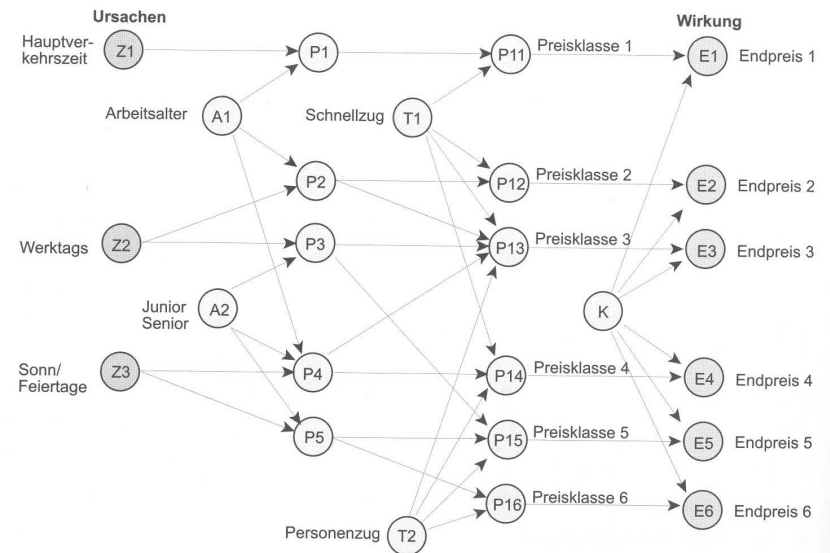 Ursachen
Wirkung
Hauptver-
kehrszeit
Z1
P1
P11
Preisklasse 1
E1
Endpreis 1
Arbeitsalter
A1
Schnellzug
T1
P2
P12
Preisklasse 2
E2
Endpreis 2
Werktags
Z2
P3
P13
Preisklasse 3
E3
Endpreis 3
Junior
Senior
A2
K
Sonn/
Feiertage
Z3
P4
P14
Preisklasse 4
E4
Endpreis 4
P5
P15
Preisklasse 5
E5
Endpreis 5
P16
Preisklasse 6
E6
Endpreis 6
Personenzug
T2